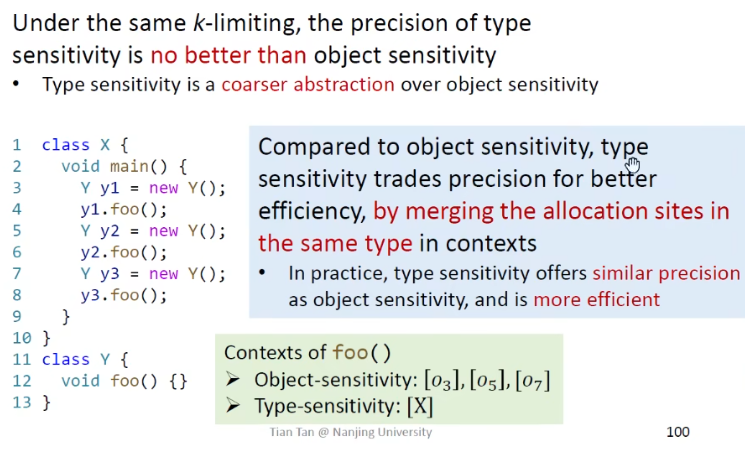 Under the same k-limiting, the precision of type
sensitivity is no better than object sensitivity
• Type sensitivity is a coarser abstraction over object sensitivity
1 class X {
2   void main() {
3     Y y1 = new Y();
4     y1.foo();
5     Y y2 = new Y();
6     y2.foo();
7     Y y3 = new Y();
8     y3.foo();
9   }
10 }
11 class Y {
12   void foo() {}
13 }
Compared to object sensitivity, type
sensitivity trades precision for better
efficiency, by merging the allocation sites in
the same type in contexts
• In practice, type sensitivity offers similar precision
as object sensitivity, and is more efficient
Contexts of foo()
➢ Object-sensitivity: [o₃], [o₅], [o₇]
➢ Type-sensitivity: [X]
Tian Tan @ Nanjing University
100